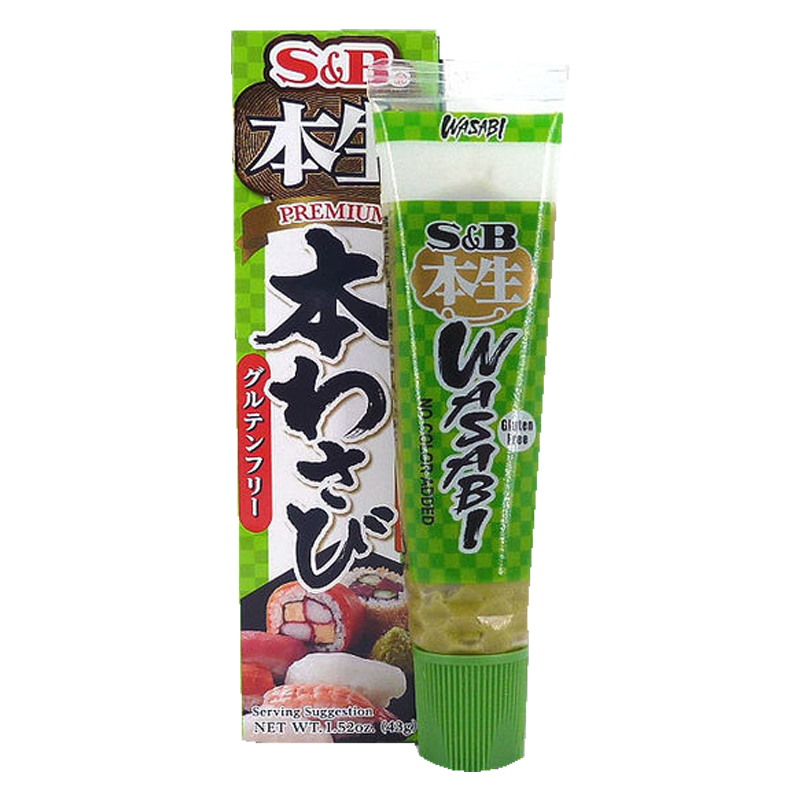 S&B
本生
PREMIUM
本わさび
グルテンフリー
Serving Suggestion
NET WT. 1.52oz. (43g)
WASABI
S&B
本生
WASABI
NO COLOR ADDED
Gluten
Free